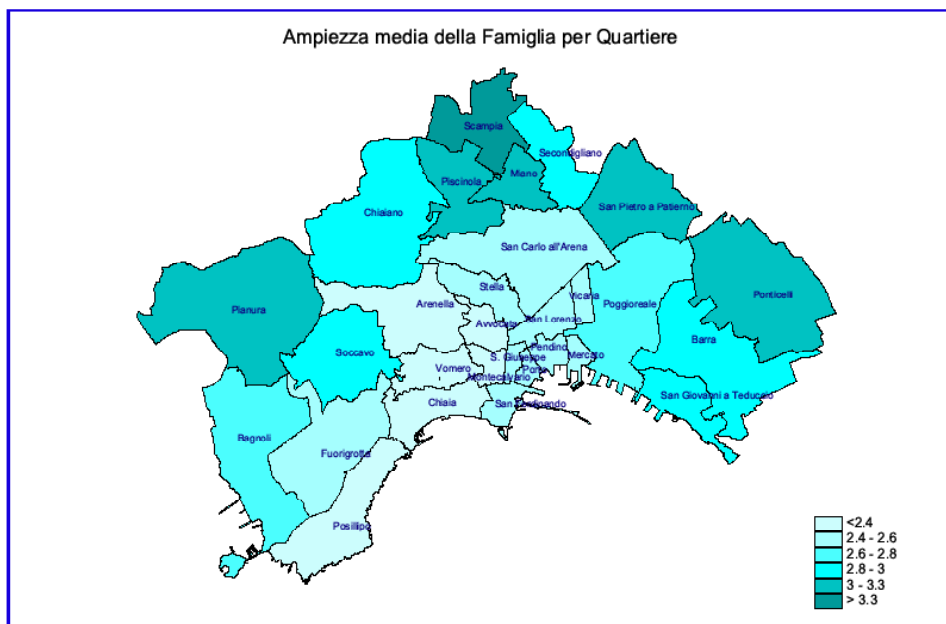 Ampiezza media della Famiglia per Quartiere
Scampia
Secondigliano
Piscinola
Miano
San Pietro a Patierno
Chiaiano
San Carlo all'Arena
Stella
Vicaria
Ponticelli
Pianura
Arenella
Poggioreale
Avvocata
San Lorenzo
Barra
Soccavo
Pendino
S. Giuseppe
Mercato
Vomero
Porto
Montecalvario
San Giovanni a Teduccio
Chiaia
San Ferdinando
Bagnoli
Fuorigrotta
Posillipo
<2.4
2.4 - 2.6
2.6 - 2.8
2.8 - 3
3 - 3.3
> 3.3